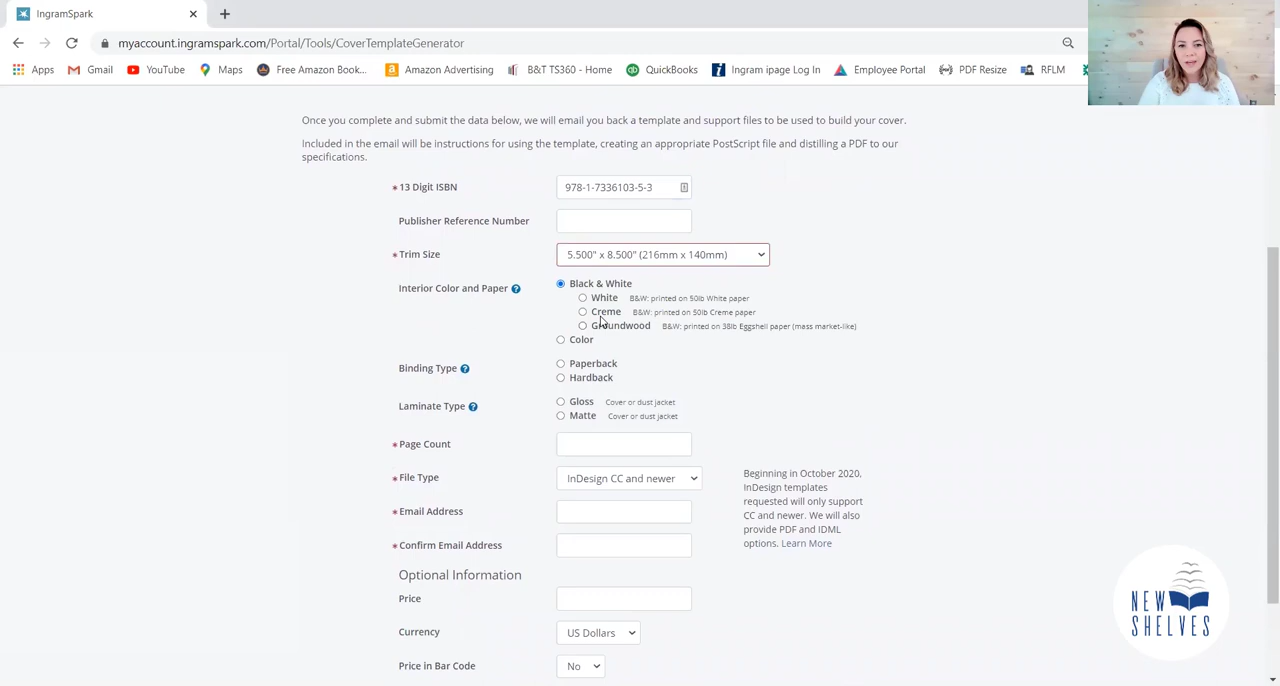 IngramSpark
myaccount.ingramspark.com/Portal/Tools/CoverTemplateGenerator
Apps Gmail YouTube Maps Free Amazon Book... Amazon Advertising B&T TS360 - Home QuickBooks Ingram ipage Log In Employee Portal PDF Resize RFLM
Once you complete and submit the data below, we will email you back a template and support files to be used to build your cover.
Included in the email will be instructions for using the template, creating an appropriate PostScript file and distilling a PDF to our
specifications.
* 13 Digit ISBN 978-1-7336103-5-3
Publisher Reference Number
* Trim Size 5.500" x 8.500" (216mm x 140mm)
Interior Color and Paper ? Black & White
White B&W: printed on 50lb White paper
Creme B&W: printed on 50lb Creme paper
Groundwood B&W: printed on 38lb Eggshell paper (mass market-like)
Color
Binding Type ? Paperback
Hardback
Laminate Type ? Gloss Cover or dust jacket
Matte Cover or dust jacket
* Page Count
* File Type InDesign CC and newer
Beginning in October 2020,
InDesign templates
requested will only support
CC and newer. We will also
provide PDF and IDML
options. Learn More
* Email Address
* Confirm Email Address
Optional Information
Price
Currency US Dollars
Price in Bar Code No
NEW
SHELVES